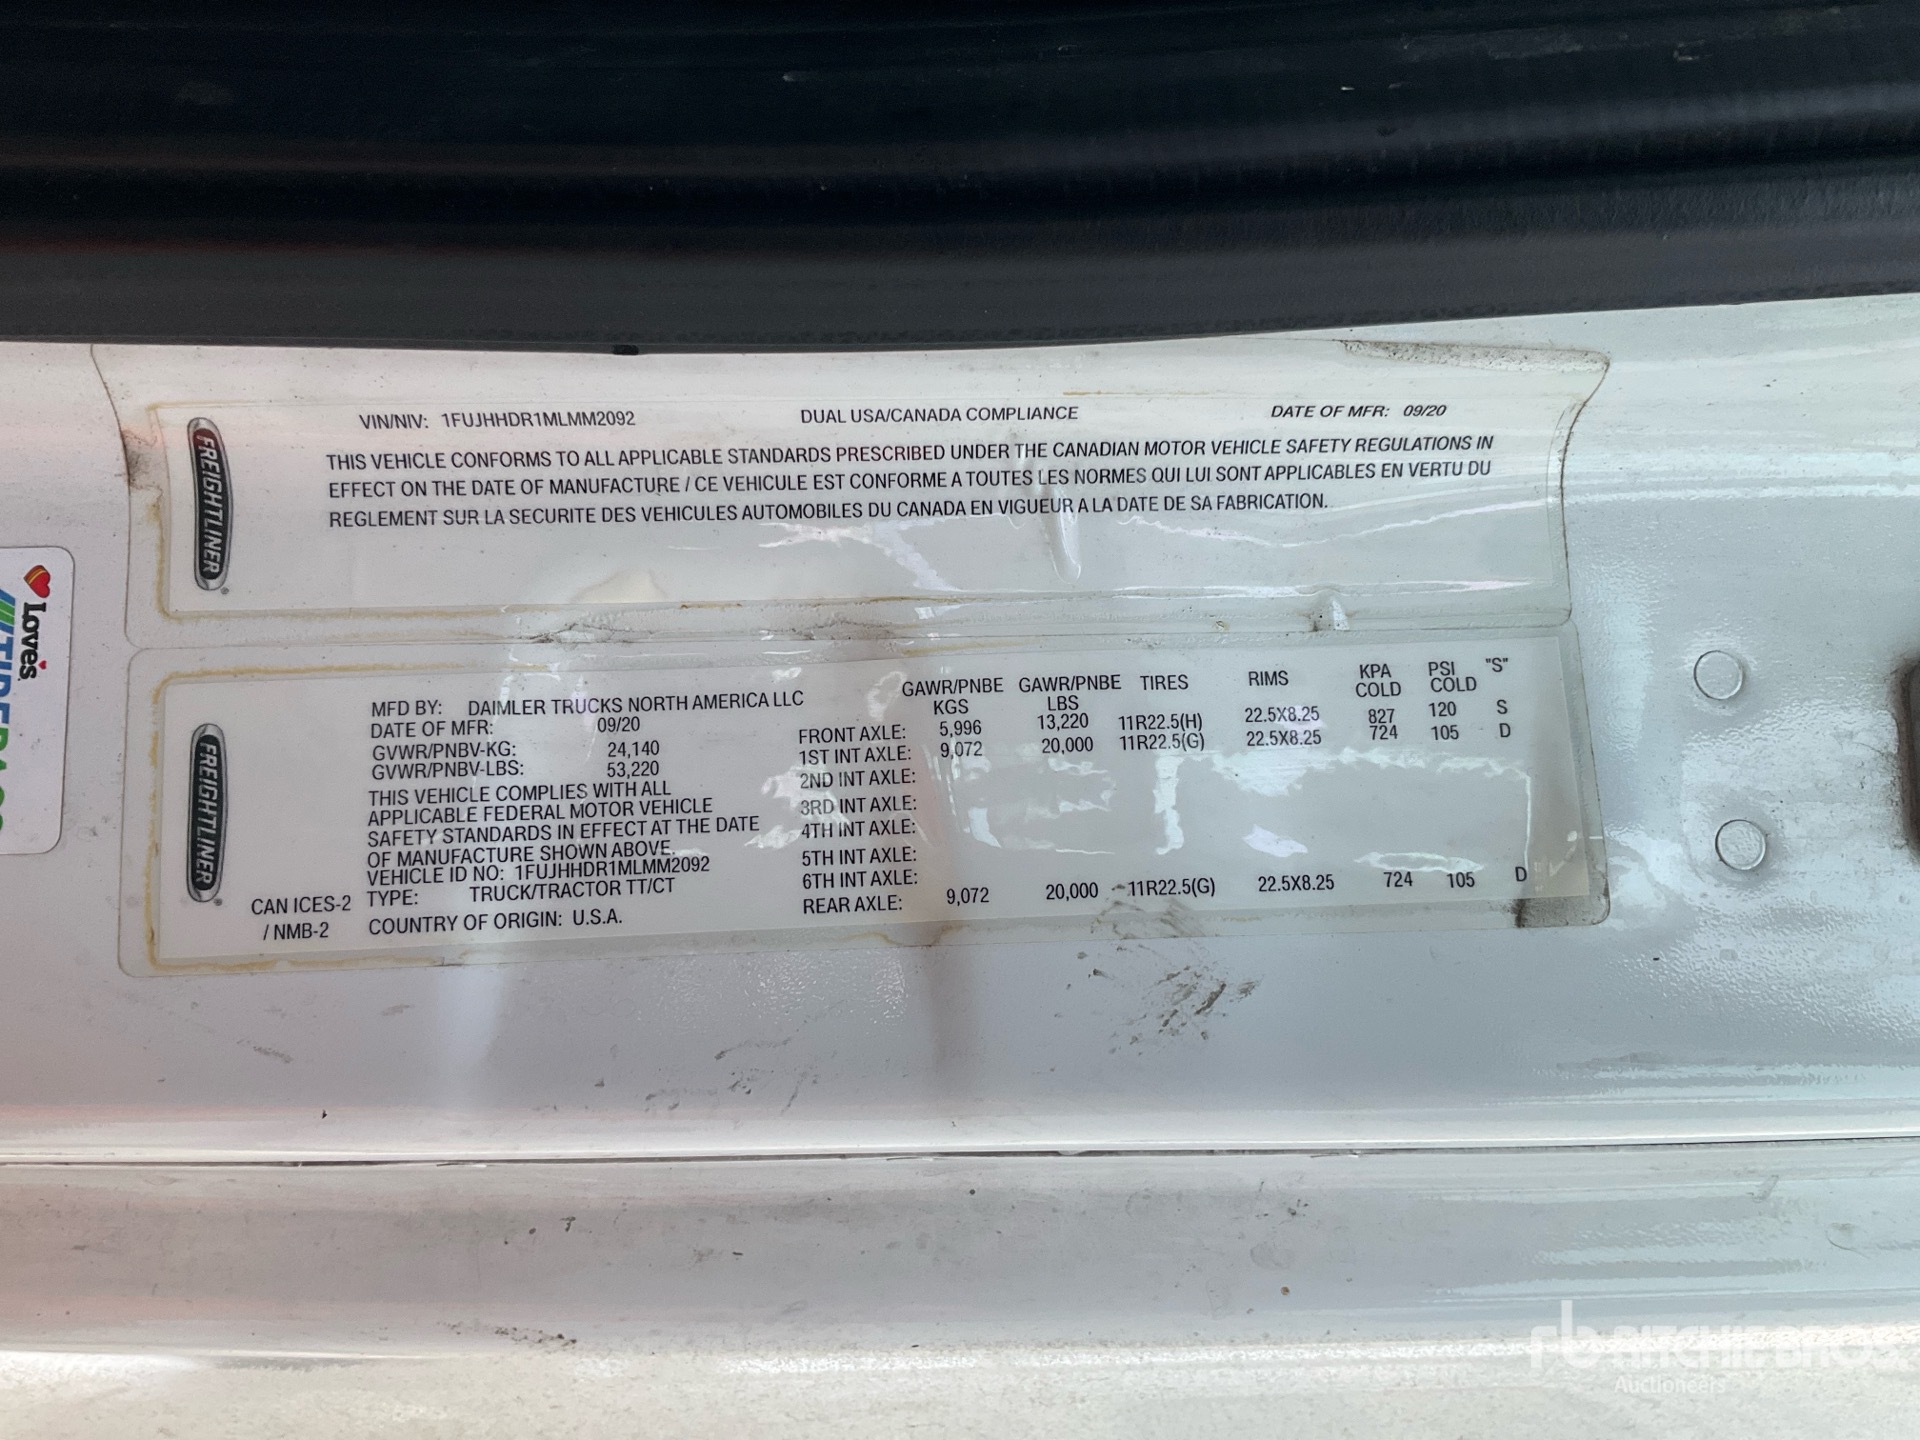 VIN/NIV: 1FUJHHDR1MLMM2092 DUAL USA/CANADA COMPLIANCE DATE OF MFR: 09/20
THIS VEHICLE CONFORMS TO ALL APPLICABLE STANDARDS PRESCRIBED UNDER THE CANADIAN MOTOR VEHICLE SAFETY REGULATIONS IN
EFFECT ON THE DATE OF MANUFACTURE / CE VEHICULE EST CONFORME A TOUTES LES NORMES QUI LUI SONT APPLICABLES EN VERTU DU
REGLEMENT SUR LA SECURITE DES VEHICULES AUTOMOBILES DU CANADA EN VIGUEUR A LA DATE DE SA FABRICATION.
FREIGHTLINER
Love's
FREIGHTLINER
MFD BY: DAIMLER TRUCKS NORTH AMERICA LLC
DATE OF MFR: 09/20
GVWR/PNBV-KG: 24,140
GVWR/PNBV-LBS: 53,220
THIS VEHICLE COMPLIES WITH ALL
APPLICABLE FEDERAL MOTOR VEHICLE
SAFETY STANDARDS IN EFFECT AT THE DATE
OF MANUFACTURE SHOWN ABOVE.
VEHICLE ID NO: 1FUJHHDR1MLMM2092
TYPE: TRUCK/TRACTOR TT/CT
COUNTRY OF ORIGIN: U.S.A.
CAN ICES-2
/ NMB-2
GAWR/PNBE GAWR/PNBE TIRES RIMS KPA PSI "S"
KGS LBS COLD COLD
FRONT AXLE: 5,996 13,220 11R22.5(H) 22.5X8.25 827 120 S
1ST INT AXLE: 9,072 20,000 11R22.5(G) 22.5X8.25 724 105 D
2ND INT AXLE:
3RD INT AXLE:
4TH INT AXLE:
5TH INT AXLE:
6TH INT AXLE:
REAR AXLE: 9,072 20,000 11R22.5(G) 22.5X8.25 724 105 D
rb RITCHIE BROS.
Auctioneers